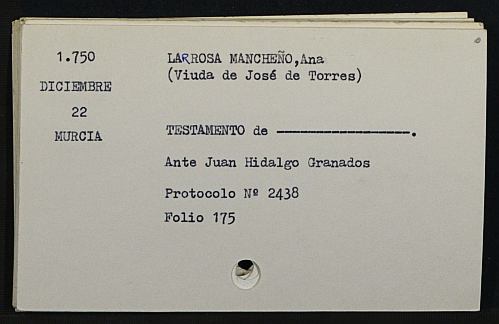 1.750
DICIEMBRE
22
MURCIA
LARROSA MANCHEÑO,Ana
(Viuda de José de Torres)
TESTAMENTO de -----------------.
Ante Juan Hidalgo Granados
Protocolo Nº 2438
Folio 175